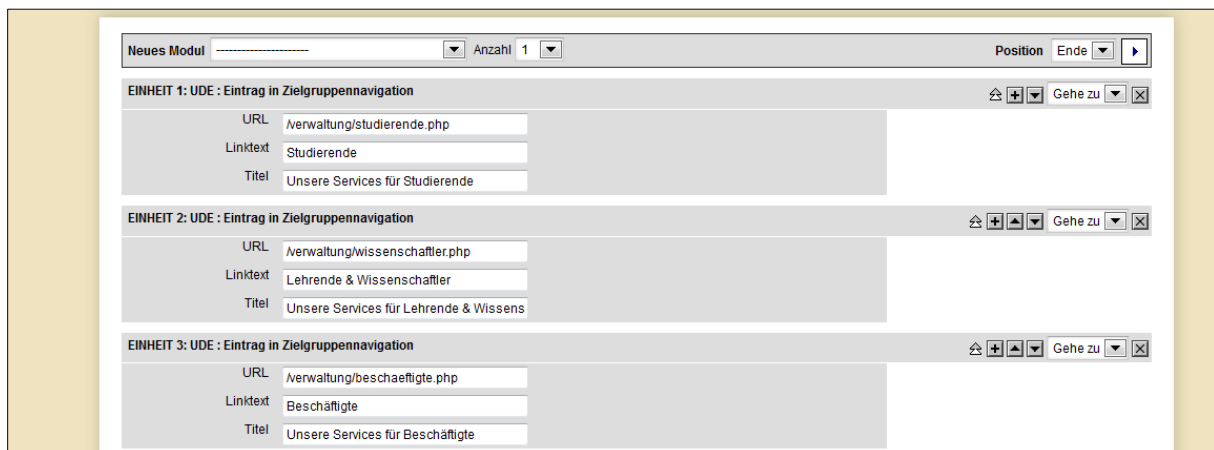 Neues Modul ---------------------- Anzahl 1 Position Ende
EINHEIT 1: UDE : Eintrag in Zielgruppennavigation Gehe zu
URL /verwaltung/studierende.php
Linktext Studierende
Titel Unsere Services für Studierende
EINHEIT 2: UDE : Eintrag in Zielgruppennavigation Gehe zu
URL /verwaltung/wissenschaftler.php
Linktext Lehrende & Wissenschaftler
Titel Unsere Services für Lehrende & Wissens
EINHEIT 3: UDE : Eintrag in Zielgruppennavigation Gehe zu
URL /verwaltung/beschaeftigte.php
Linktext Beschäftigte
Titel Unsere Services für Beschäftigte